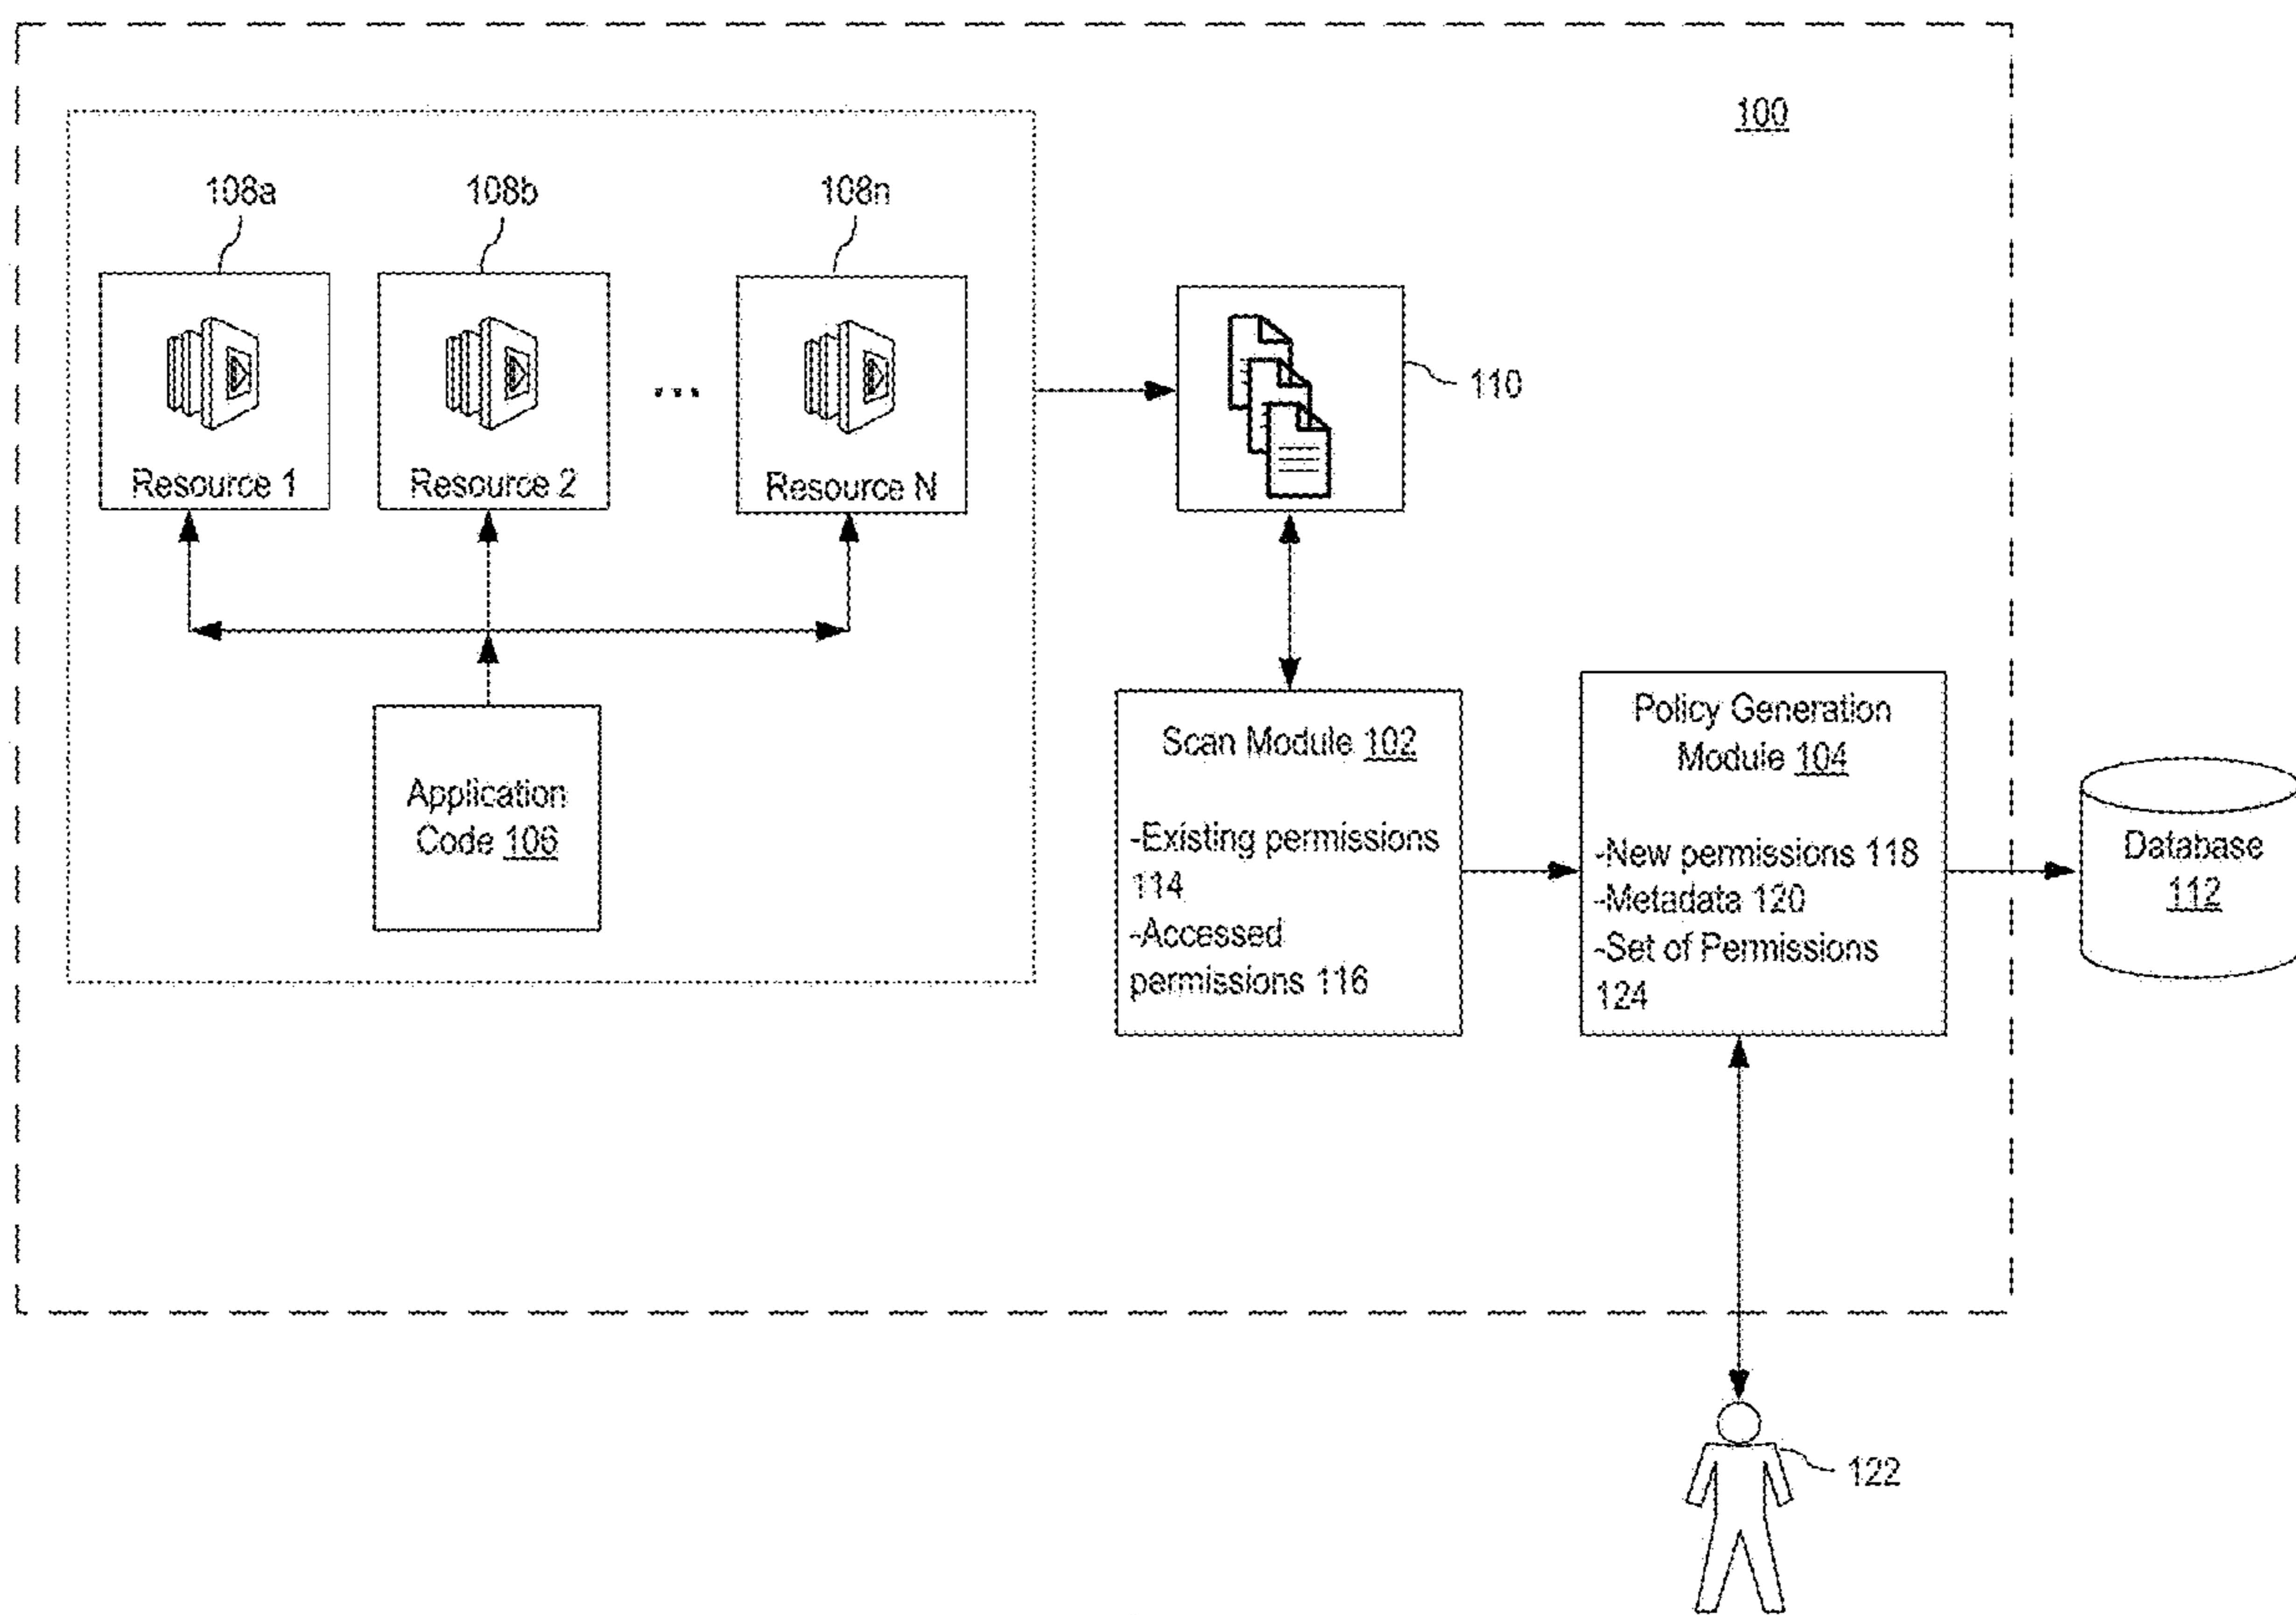 100
108a
108b
108n
Resource 1
Resource 2
...
Resource N
110
Application
Code 106
Scan Module 102
-Existing permissions
114
-Accessed
permissions 116
Policy Generation
Module 104
-New permissions 118
-Metadata 120
-Set of Permissions
124
Database
112
122